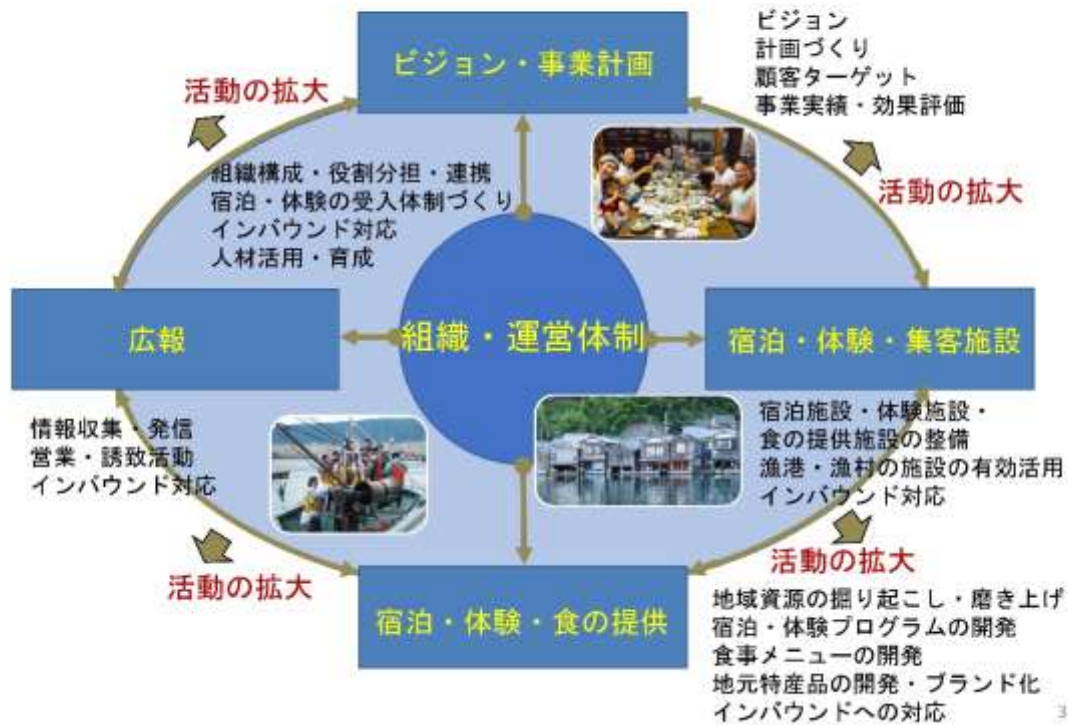 ビジョン・事業計画
ビジョン
計画づくり
顧客ターゲット
事業実績・効果評価
活動の拡大
活動の拡大
組織構成・役割分担・連携
宿泊・体験の受入体制づくり
インバウンド対応
人材活用・育成
広報
組織・運営体制
宿泊・体験・集客施設
情報収集・発信
営業・誘致活動
インバウンド対応
宿泊施設・体験施設・
食の提供施設の整備
漁港・漁村の施設の有効活用
インバウンド対応
活動の拡大
活動の拡大
宿泊・体験・食の提供
地域資源の掘り起こし・磨き上げ
宿泊・体験プログラムの開発
食事メニューの開発
地元特産品の開発・ブランド化
インバウンドへの対応
3